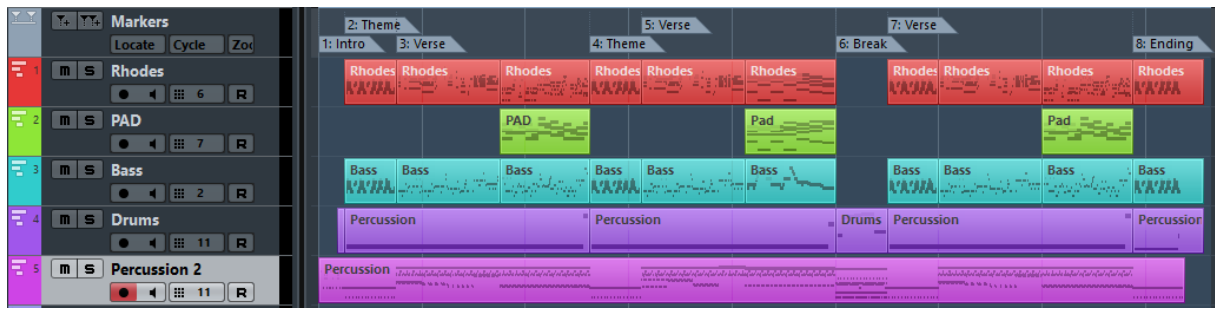 Markers
Locate Cycle Zoo
2: Theme 5: Verse 7: Verse
1: Intro 3: Verse 4: Theme 6: Break 8: Ending
1 m S Rhodes
6 R
Rhodes Rhodes Rhodes Rhodes Rhodes Rhodes Rhodes Rhodes Rhodes Rhodes
2 m S PAD
7 R
PAD Pad Pad
3 m S Bass
2 R
Bass Bass Bass Bass Bass Bass Bass Bass Bass Bass
4 m S Drums
11 R
Percussion Percussion Drums Percussion Percussion
5 m S Percussion 2
11 R
Percussion